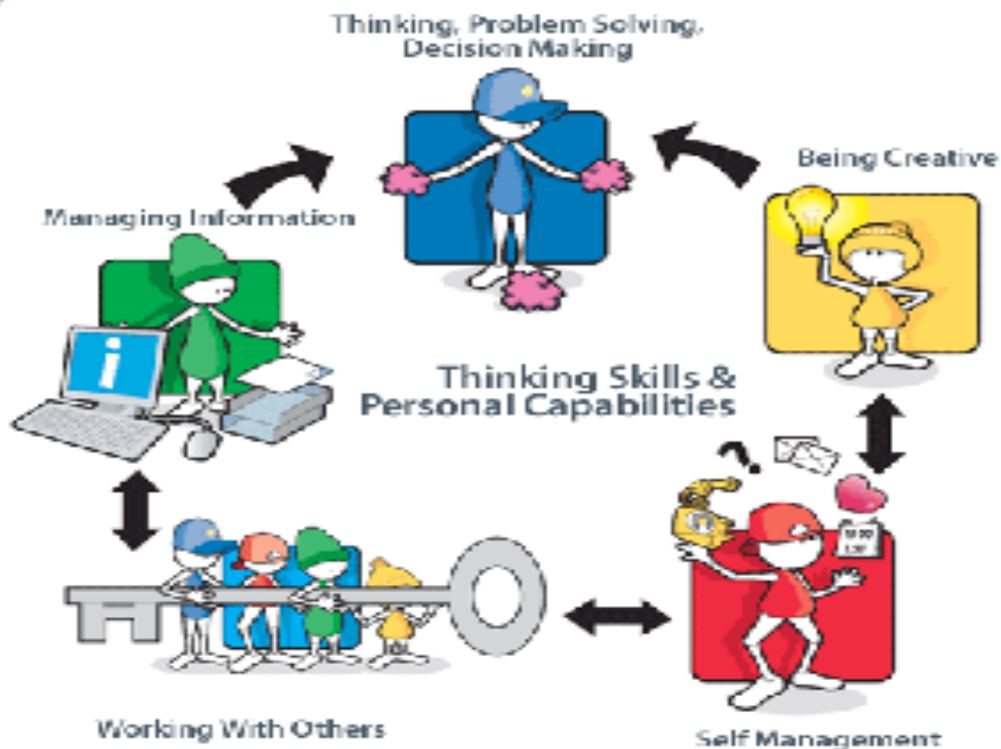 Thinking, Problem Solving,
Decision Making
Being Creative
Managing Information
i
Thinking Skills &
Personal Capabilities
?
Working With Others
Self Management